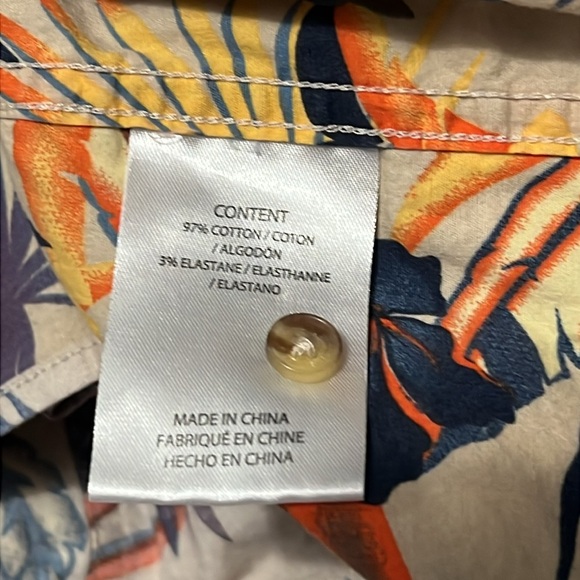 CONTENT
97% COTTON / COTON
/ ALGODÓN
3% ELASTANE / ELASTHANNE
/ ELASTANO
MADE IN CHINA
FABRIQUÉ EN CHINE
HECHO EN CHINA